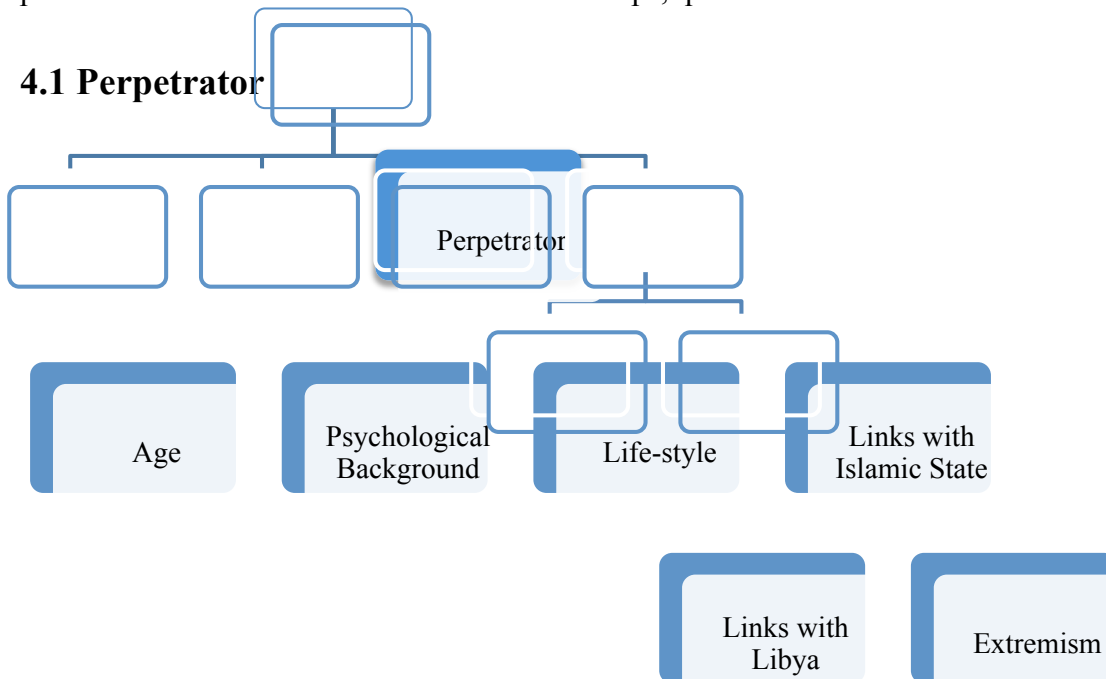 4.1 Perpetrator
Perpetrator
Age
Psychological
Background
Life-style
Links with
Islamic State
Links with
Libya
Extremism